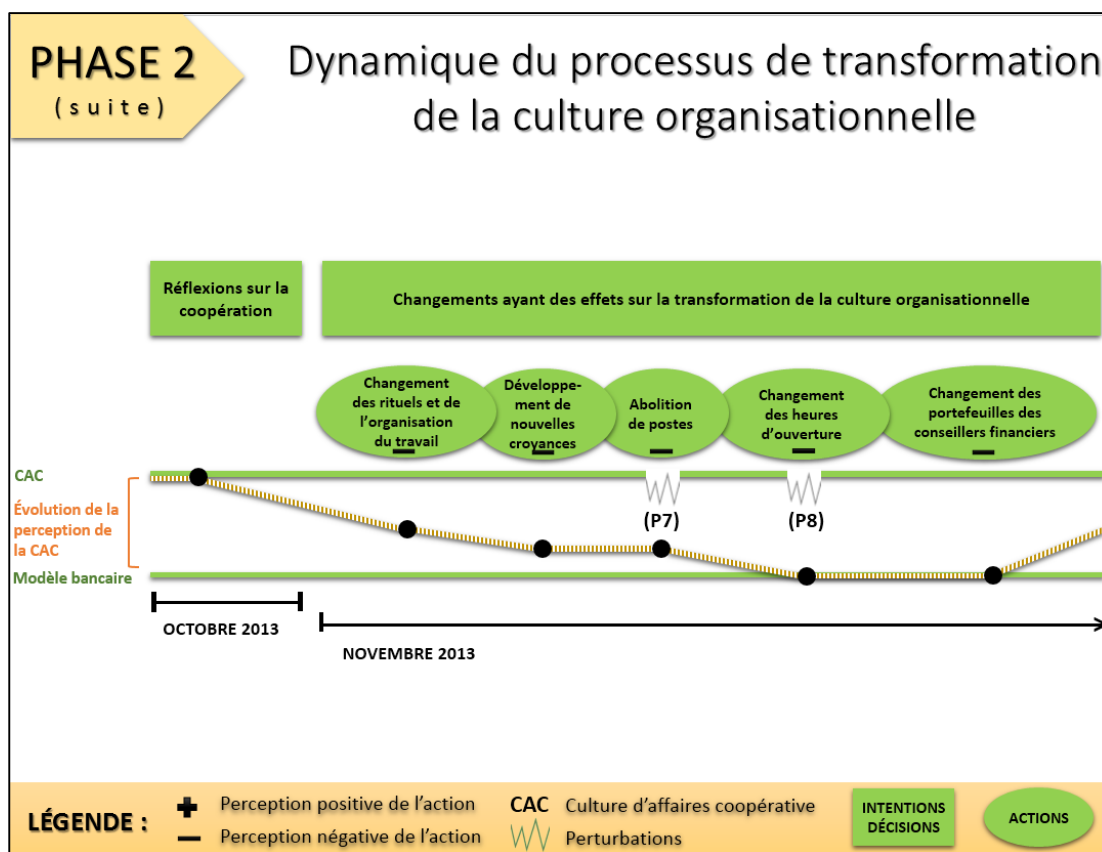 PHASE 2
(suite)
Dynamique du processus de transformation
de la culture organisationnelle
Réflexions sur la
coopération
Changements ayant des effets sur la transformation de la culture organisationnelle
Changement
des rituels et de
l'organisation
du travail
Développe-
ment de
nouvelles
croyances
Abolition
de postes
Changement
des heures
d'ouverture
Changement des
portefeuilles des
conseillers financiers
CAC
Évolution de la
perception de
la CAC
Modèle bancaire
(P7)
(P8)
OCTOBRE 2013
NOVEMBRE 2013
LÉGENDE :
Perception positive de l'action
Perception négative de l'action
CAC Culture d'affaires coopérative
Perturbations
INTENTIONS
DÉCISIONS
ACTIONS